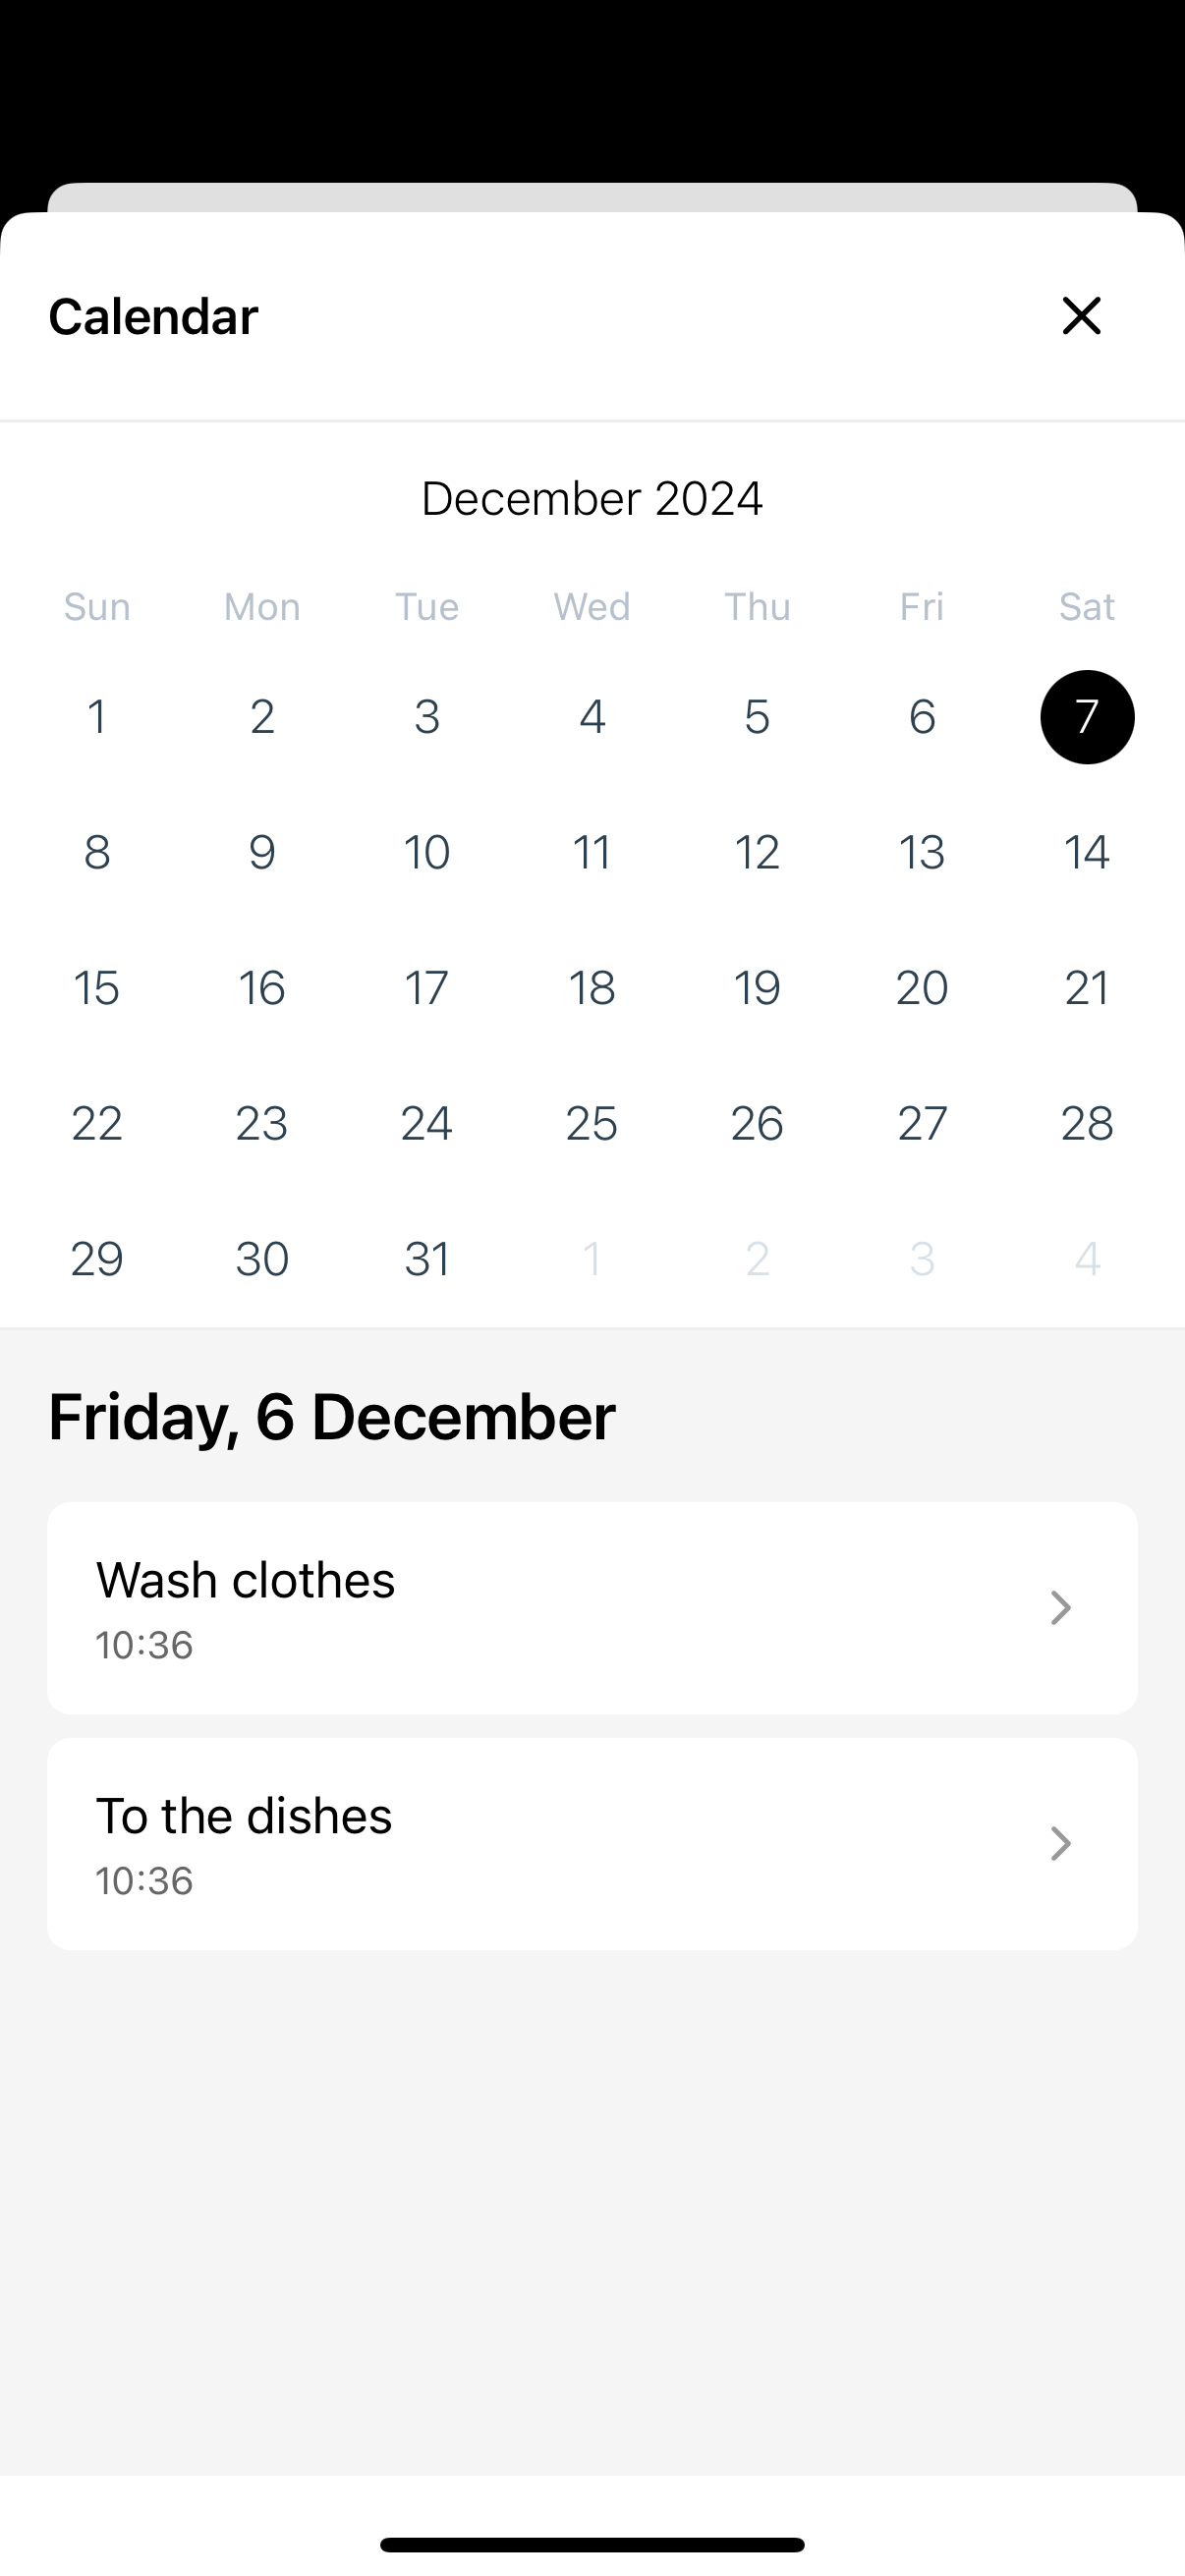 Calendar
December 2024
Sun Mon Tue Wed Thu Fri Sat
1 2 3 4 5 6 7
8 9 10 11 12 13 14
15 16 17 18 19 20 21
22 23 24 25 26 27 28
29 30 31 1 2 3 4
Friday, 6 December
Wash clothes
10:36
To the dishes
10:36